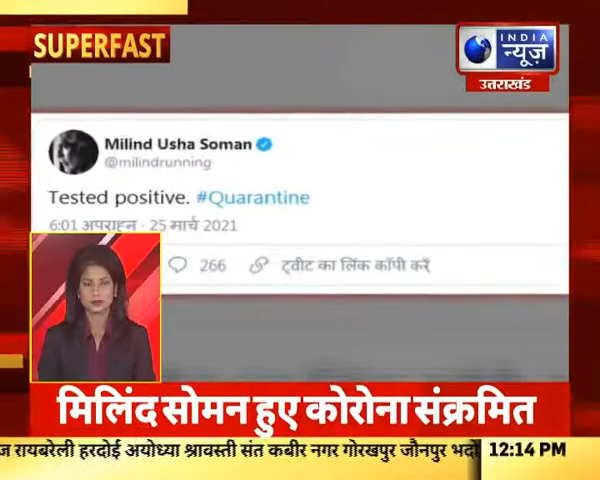 SUPERFAST
INDIA
न्यूज़
उत्तराखंड
Milind Usha Soman
@milindrunning
Tested positive. #Quarantine
6:01 अपराह्न · 25 मार्च 2021
266 ट्वीट का लिंक कॉपी करें
मिलिंद सोमन हुए कोरोना संक्रमित
ज रायबरेली हरदोई अयोध्या श्रावस्ती संत कबीर नगर गोरखपुर जौनपुर भदो
12:14 PM